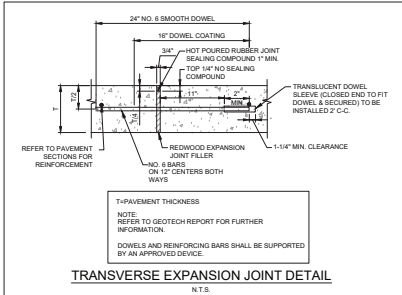 24" NO. 6 SMOOTH DOWEL
16" DOWEL COATING
3/4"
HOT POURED RUBBER JOINT
SEALING COMPOUND 1" MIN.
TOP 1/4" NO SEALING
COMPOUND
T/2
T
T/4
11"
2"
MIN
TRANSLUCENT DOWEL
SLEEVE (CLOSED END TO FIT
DOWEL & SECURED) TO BE
INSTALLED 2' C-C.
REFER TO PAVEMENT
SECTIONS FOR
REINFORCEMENT
REDWOOD EXPANSION
JOINT FILLER
1-1/4" MIN. CLEARANCE
NO. 6 BARS
ON 12" CENTERS BOTH
WAYS
T=PAVEMENT THICKNESS
NOTE:
REFER TO GEOTECH REPORT FOR FURTHER
INFORMATION.
DOWELS AND REINFORCING BARS SHALL BE SUPPORTED
BY AN APPROVED DEVICE.
TRANSVERSE EXPANSION JOINT DETAIL
N.T.S.